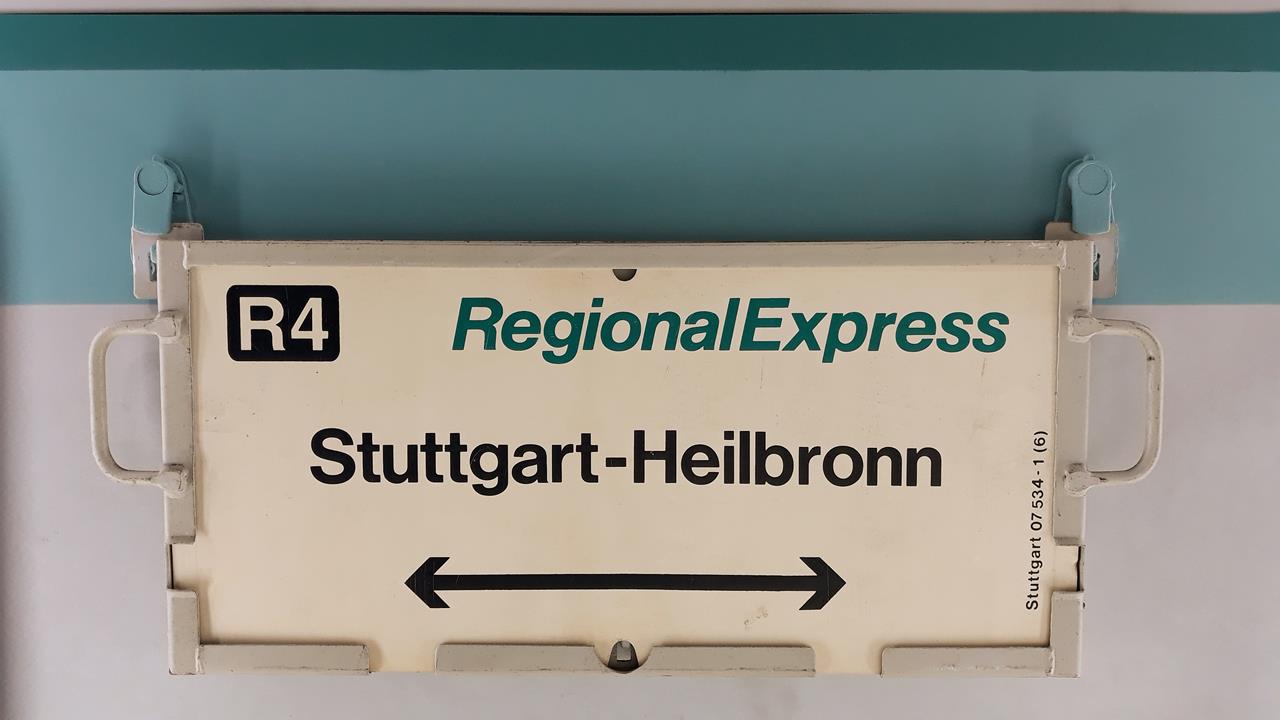 R4
RegionalExpress
Stuttgart-Heilbronn
Stuttgart 07 534-1 (6)